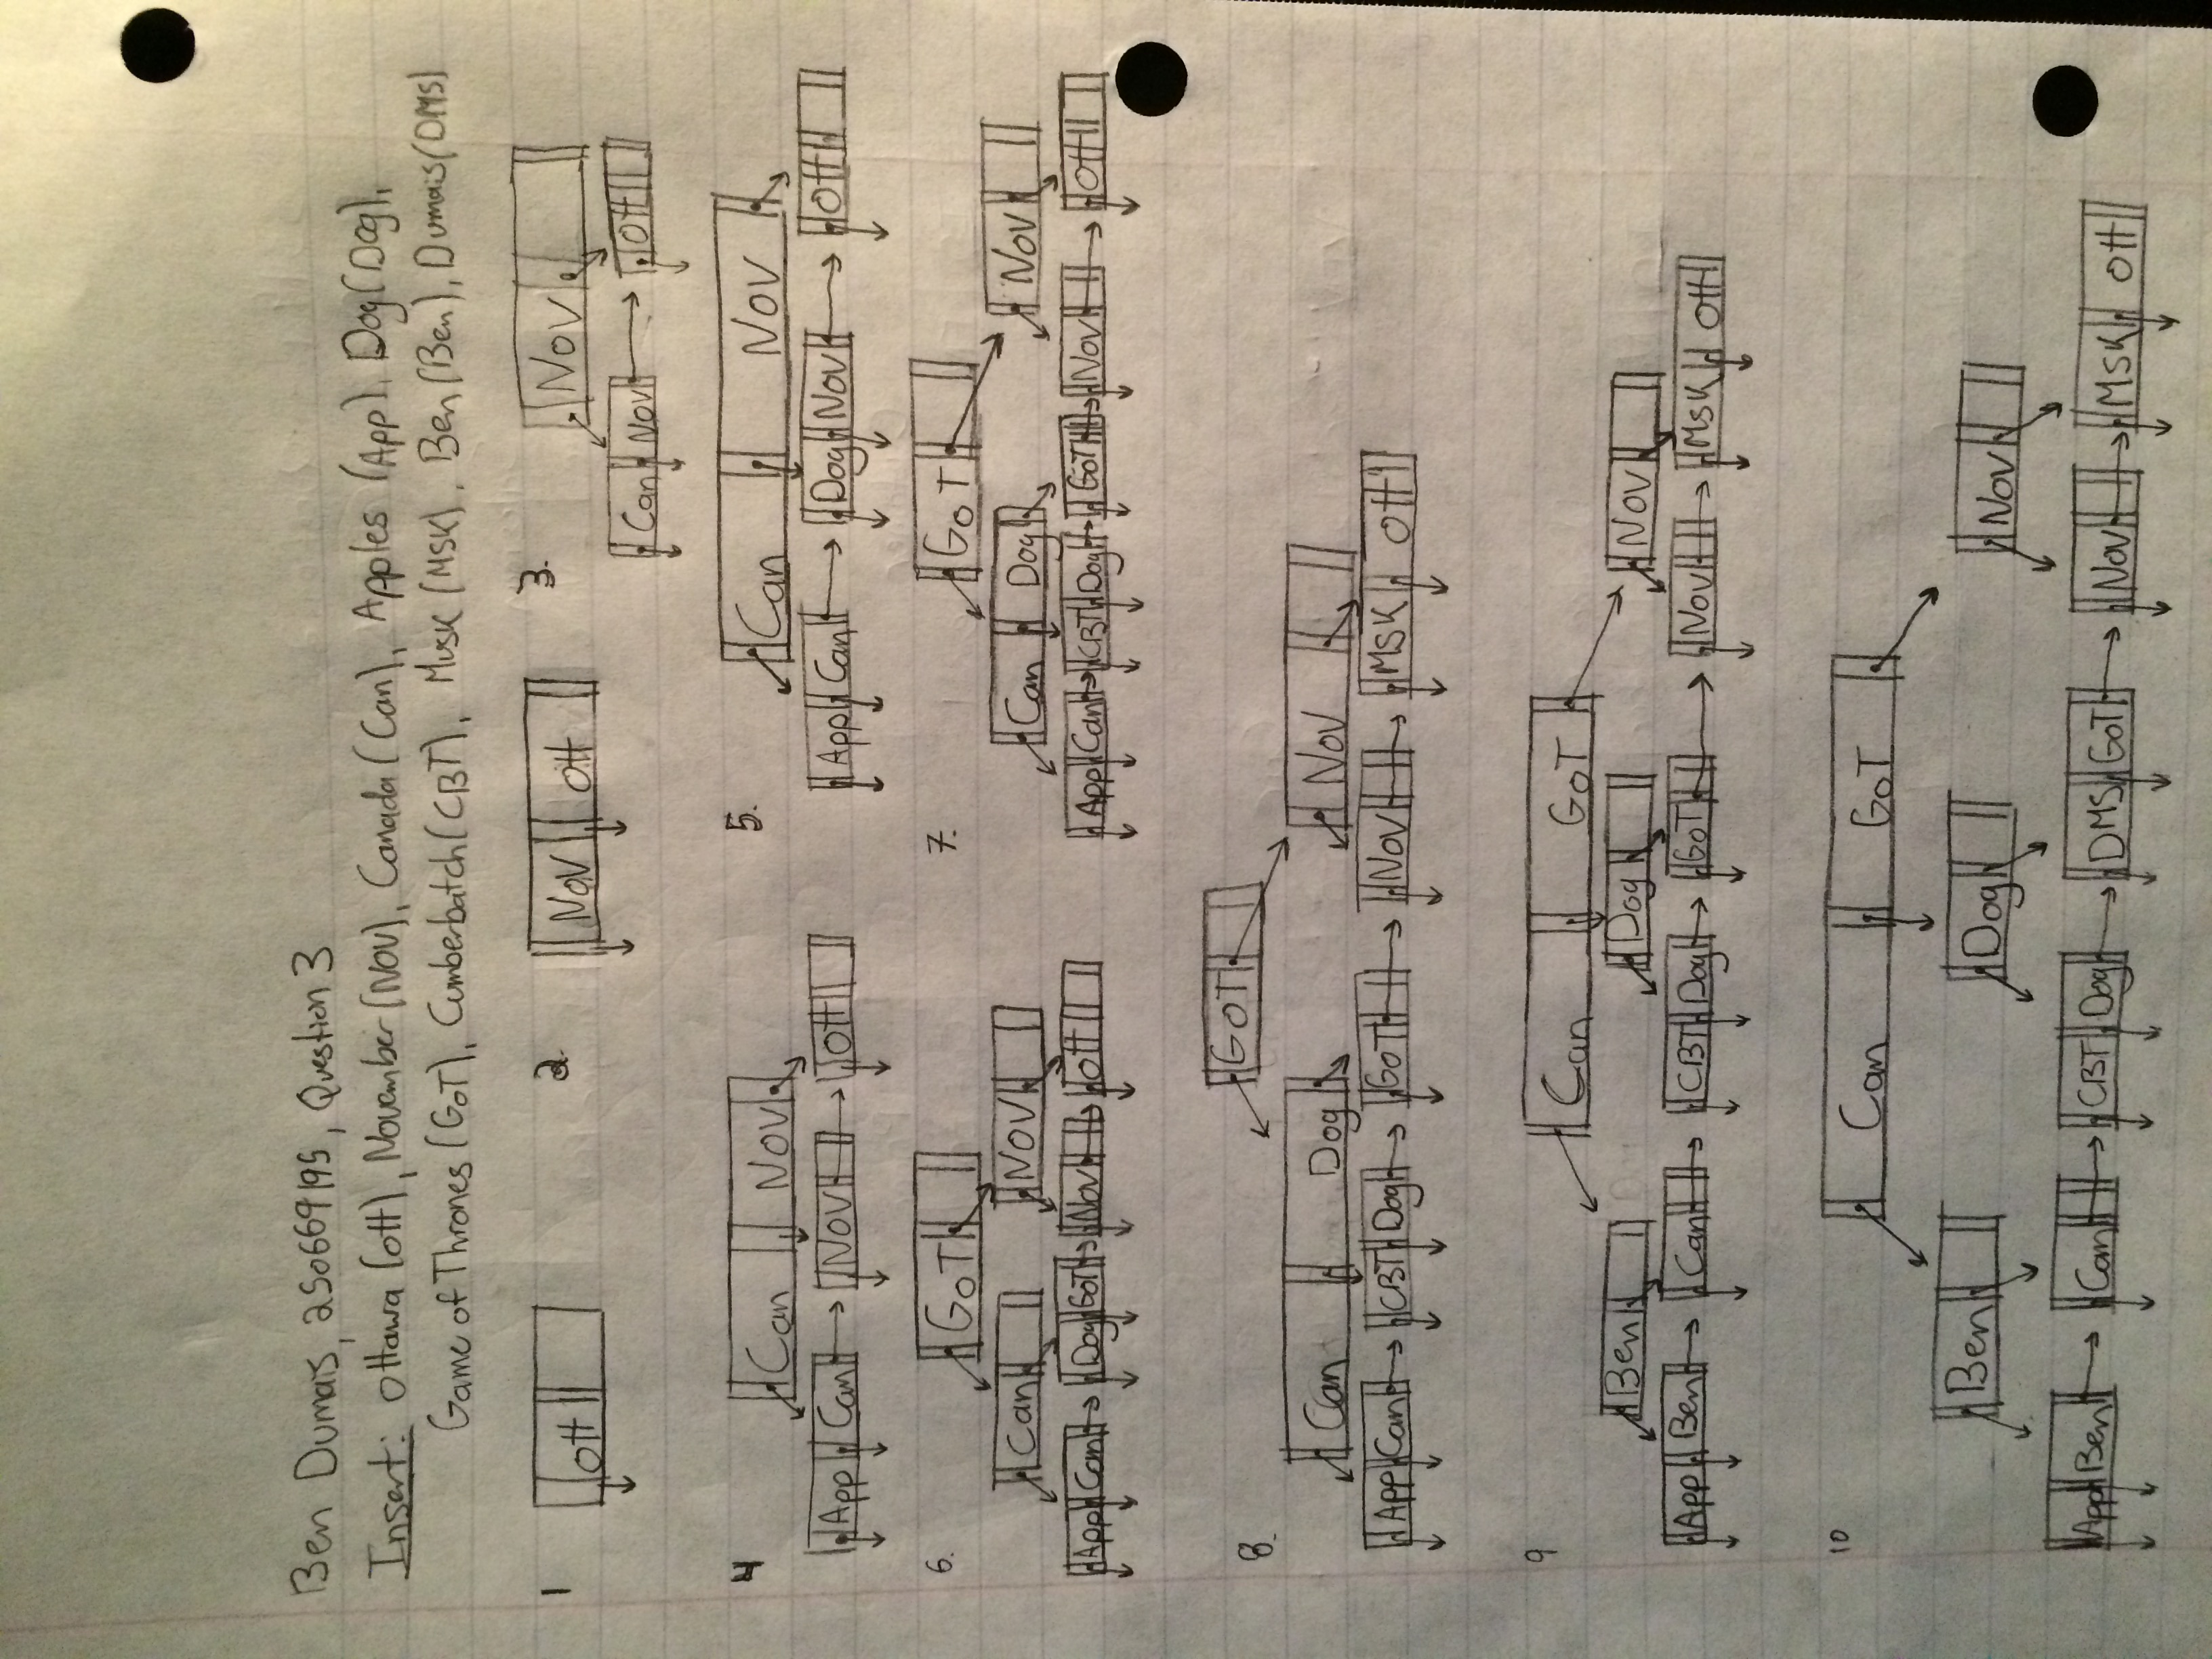 Ben Dumais, 250669195, Question 3
Insert: Ottawa (Ott), November (Nov), Canada (Can), Apples (App), Dog (Dog),
Game of Thrones (GoT), Cumberbatch (CBT), Musk (MSK), Ben (Ben), Dumais (DMS)
1 Ott 2. Nov Ott 3. Nov
Can Nov Ott
4 Can Nov 5. Can Nov
App Can Nov Ott App Can Dog Nov Ott
6. GoT 7. GoT
Can Nov Can Dog Nov
App Can Dog GoT Nov Ott App Can CBT Dog GoT Nov Ott
8. GoT
Can Dog Nov
App Can CBT Dog GoT Nov MSK Ott
9 Can GoT
Ben Dog Nov
App Ben Can CBT Dog GoT Nov MSK Ott
10 Can GoT
Ben Dog Nov
App Ben Can CBT Dog DMS GoT Nov MSK Ott